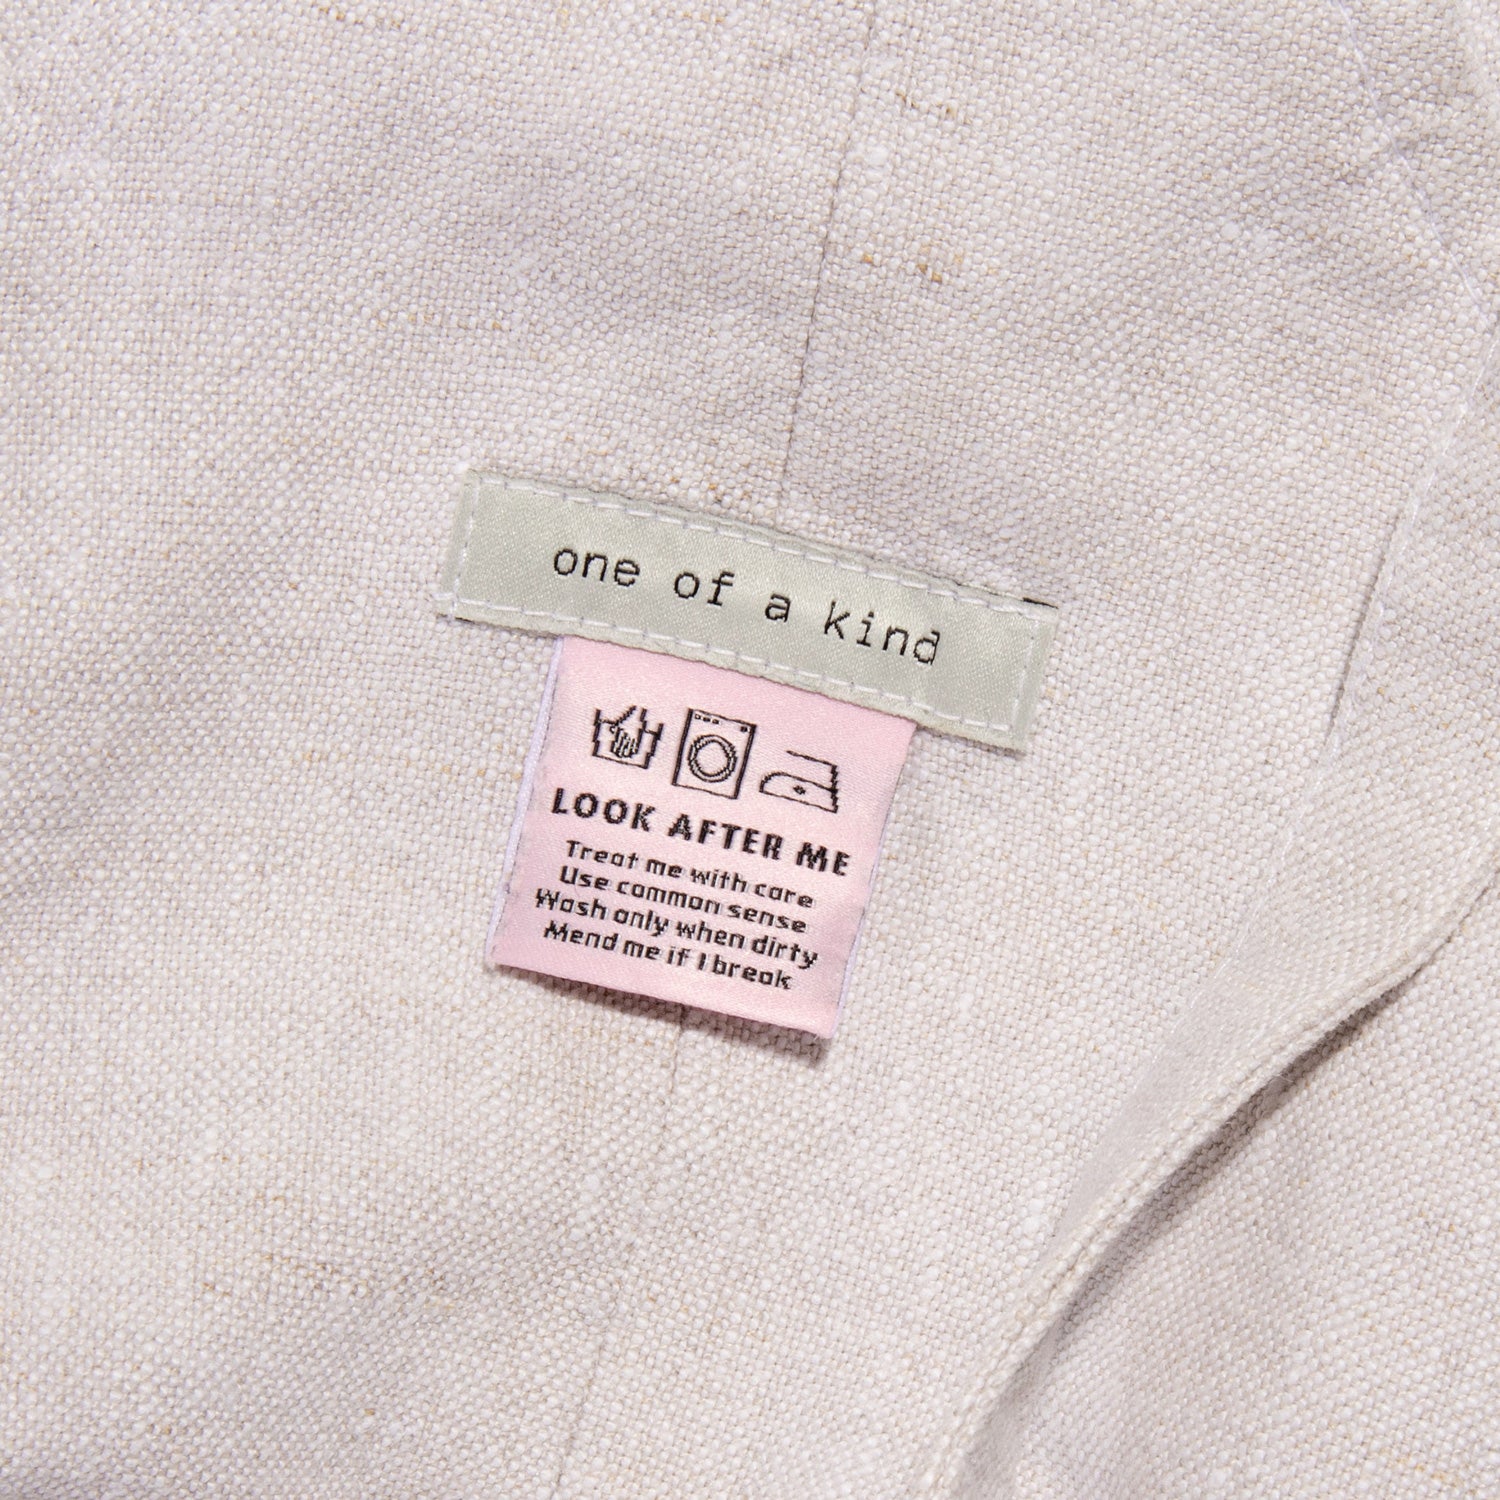 one of a kind
LOOK AFTER ME
Treat me with care
Use common sense
Wash only when dirty
Mend me if I break